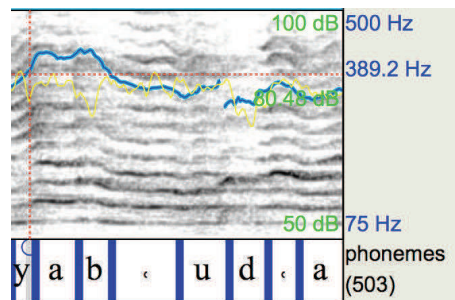 100 dB 500 Hz
389.2 Hz
80.48 dB
50 dB 75 Hz
y a b ʿ u d ʿ a phonemes
(503)